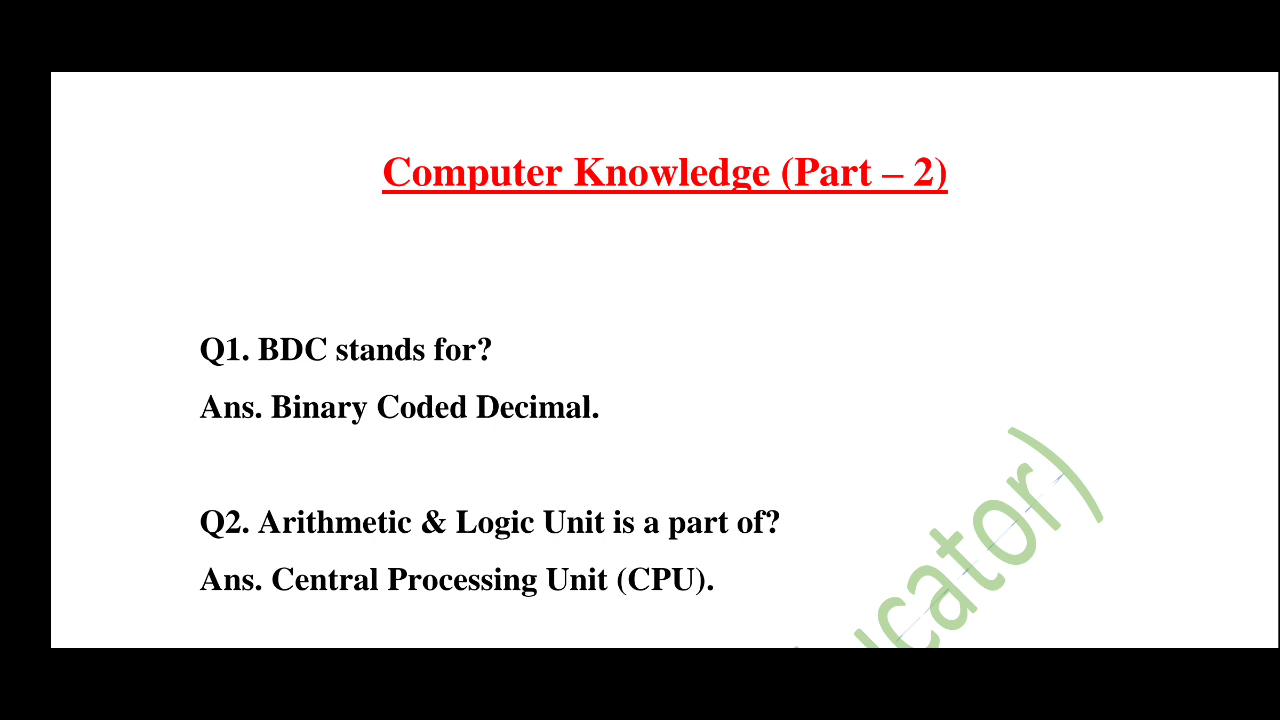 Computer Knowledge (Part – 2)
Q1. BDC stands for?
Ans. Binary Coded Decimal.
Q2. Arithmetic & Logic Unit is a part of?
Ans. Central Processing Unit (CPU).